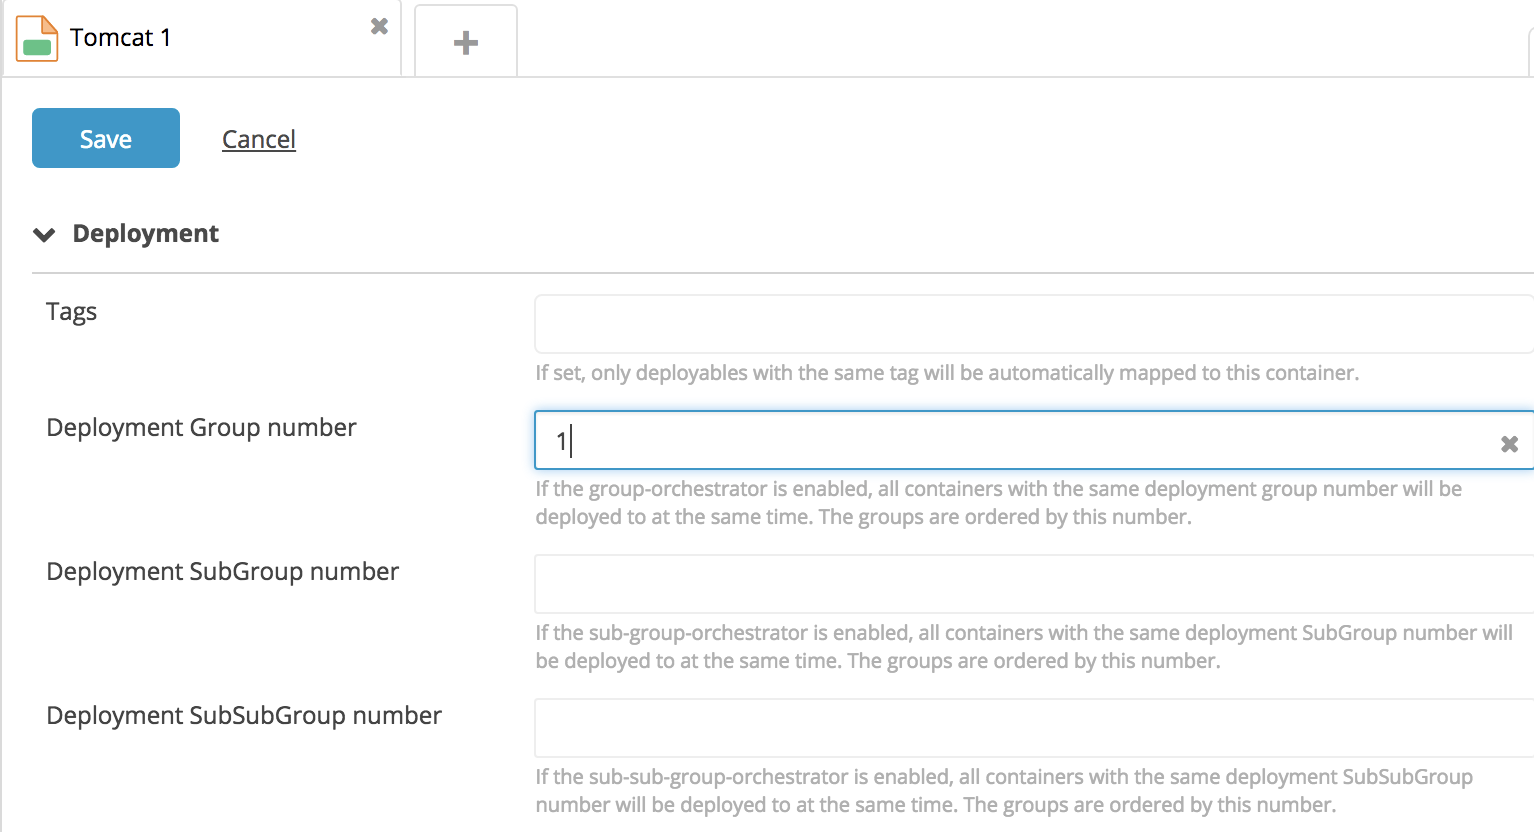 Tomcat 1
Save
Cancel
Deployment
Tags
If set, only deployables with the same tag will be automatically mapped to this container.
Deployment Group number
1
If the group-orchestrator is enabled, all containers with the same deployment group number will be
deployed to at the same time. The groups are ordered by this number.
Deployment SubGroup number
If the sub-group-orchestrator is enabled, all containers with the same deployment SubGroup number will
be deployed to at the same time. The groups are ordered by this number.
Deployment SubSubGroup number
If the sub-sub-group-orchestrator is enabled, all containers with the same deployment SubSubGroup
number will be deployed to at the same time. The groups are ordered by this number.